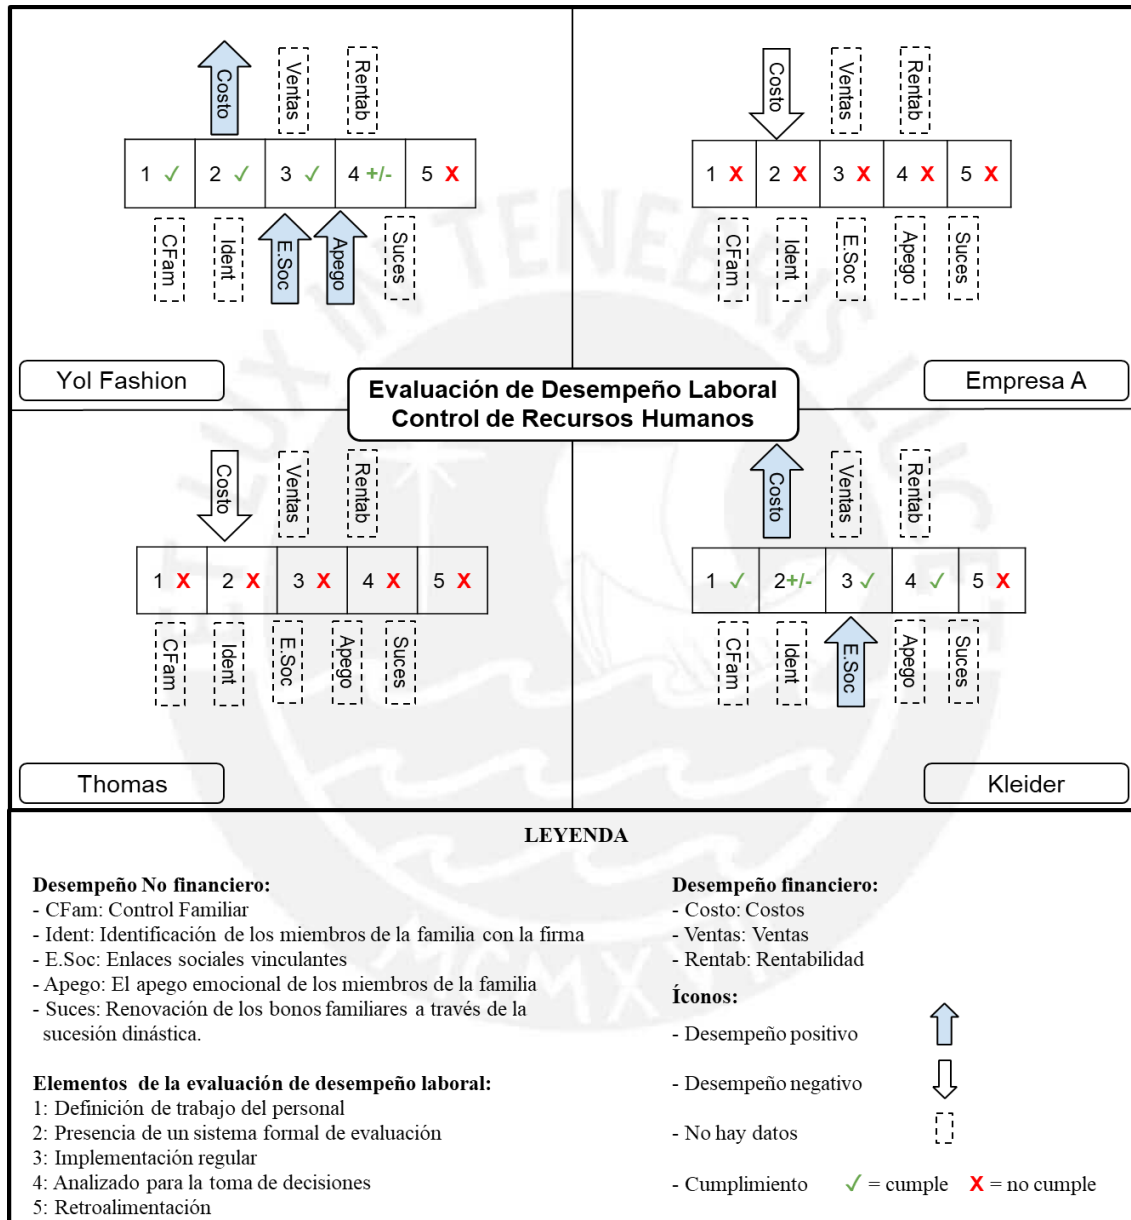 Costo
Ventas
Rentab
1 ✓ 2 ✓ 3 ✓ 4 +/- 5 X
CFam
Ident
E.Soc
Apego
Suces
Yol Fashion
Costo
Ventas
Rentab
1 X 2 X 3 X 4 X 5 X
CFam
Ident
E.Soc
Apego
Suces
Empresa A
Evaluación de Desempeño Laboral
Control de Recursos Humanos
Costo
Ventas
Rentab
1 X 2 X 3 X 4 X 5 X
CFam
Ident
E.Soc
Apego
Suces
Thomas
Costo
Ventas
Rentab
1 ✓ 2+/- 3 ✓ 4 ✓ 5 X
CFam
Ident
E.Soc
Apego
Suces
Kleider
LEYENDA
Desempeño No financiero:
- CFam: Control Familiar
- Ident: Identificación de los miembros de la familia con la firma
- E.Soc: Enlaces sociales vinculantes
- Apego: El apego emocional de los miembros de la familia
- Suces: Renovación de los bonos familiares a través de la
sucesión dinástica.
Elementos de la evaluación de desempeño laboral:
1: Definición de trabajo del personal
2: Presencia de un sistema formal de evaluación
3: Implementación regular
4: Analizado para la toma de decisiones
5: Retroalimentación
Desempeño financiero:
- Costo: Costos
- Ventas: Ventas
- Rentab: Rentabilidad
Íconos:
- Desempeño positivo
- Desempeño negativo
- No hay datos
- Cumplimiento ✓ = cumple X = no cumple
ET LUX IN TENEBRIS LUCET
MCMXVII